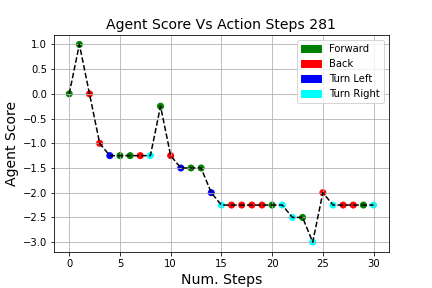 Agent Score Vs Action Steps 281
Agent Score
1.0
0.5
0.0
−0.5
−1.0
−1.5
−2.0
−2.5
−3.0
Forward
Back
Turn Left
Turn Right
0 5 10 15 20 25 30
Num. Steps